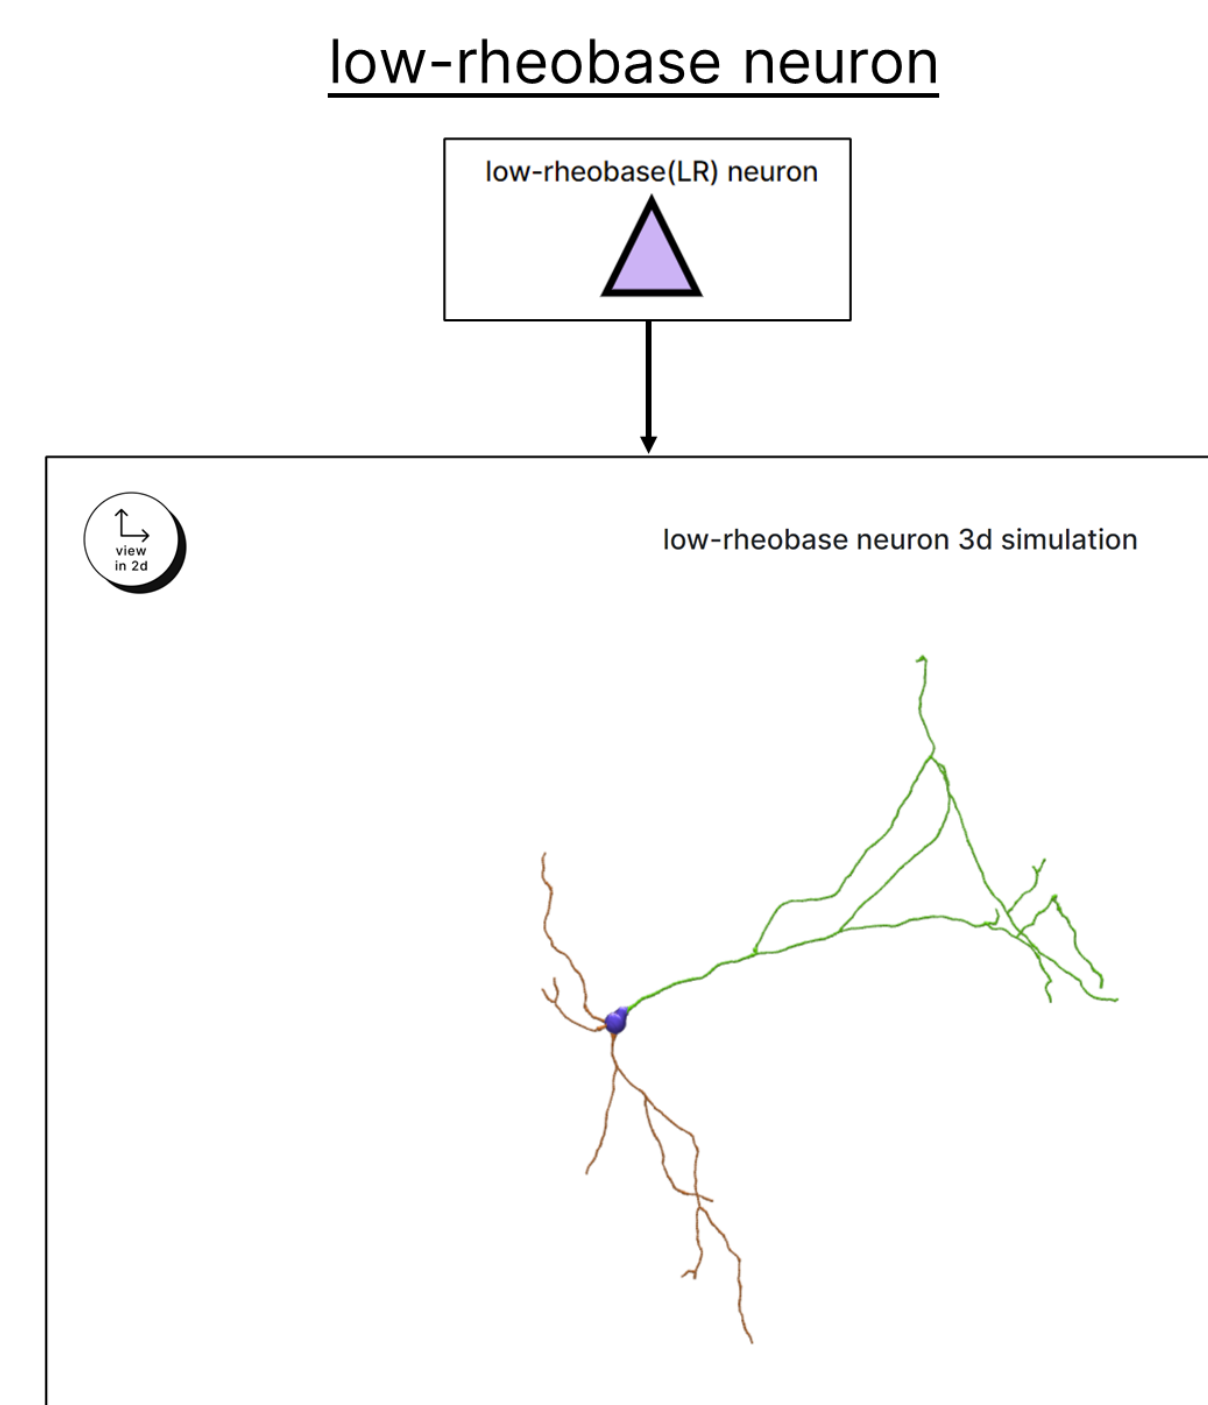 low-rheobase neuron
low-rheobase(LR) neuron
view
in 2d
low-rheobase neuron 3d simulation